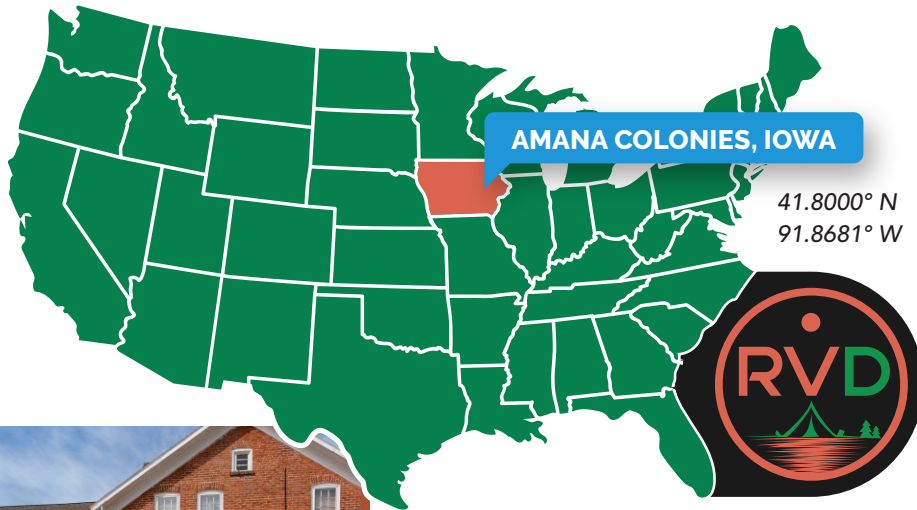 AMANA COLONIES, IOWA
41.8000° N
91.8681° W
RVD